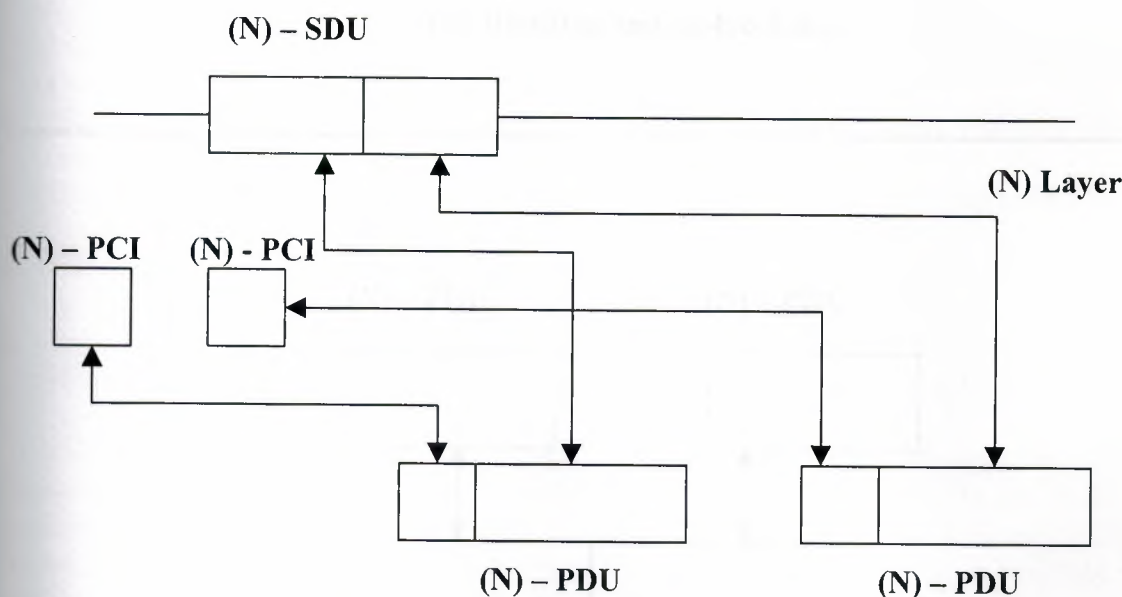 (N) – SDU
(N) Layer
(N) – PCI
(N) - PCI
(N) – PDU
(N) – PDU